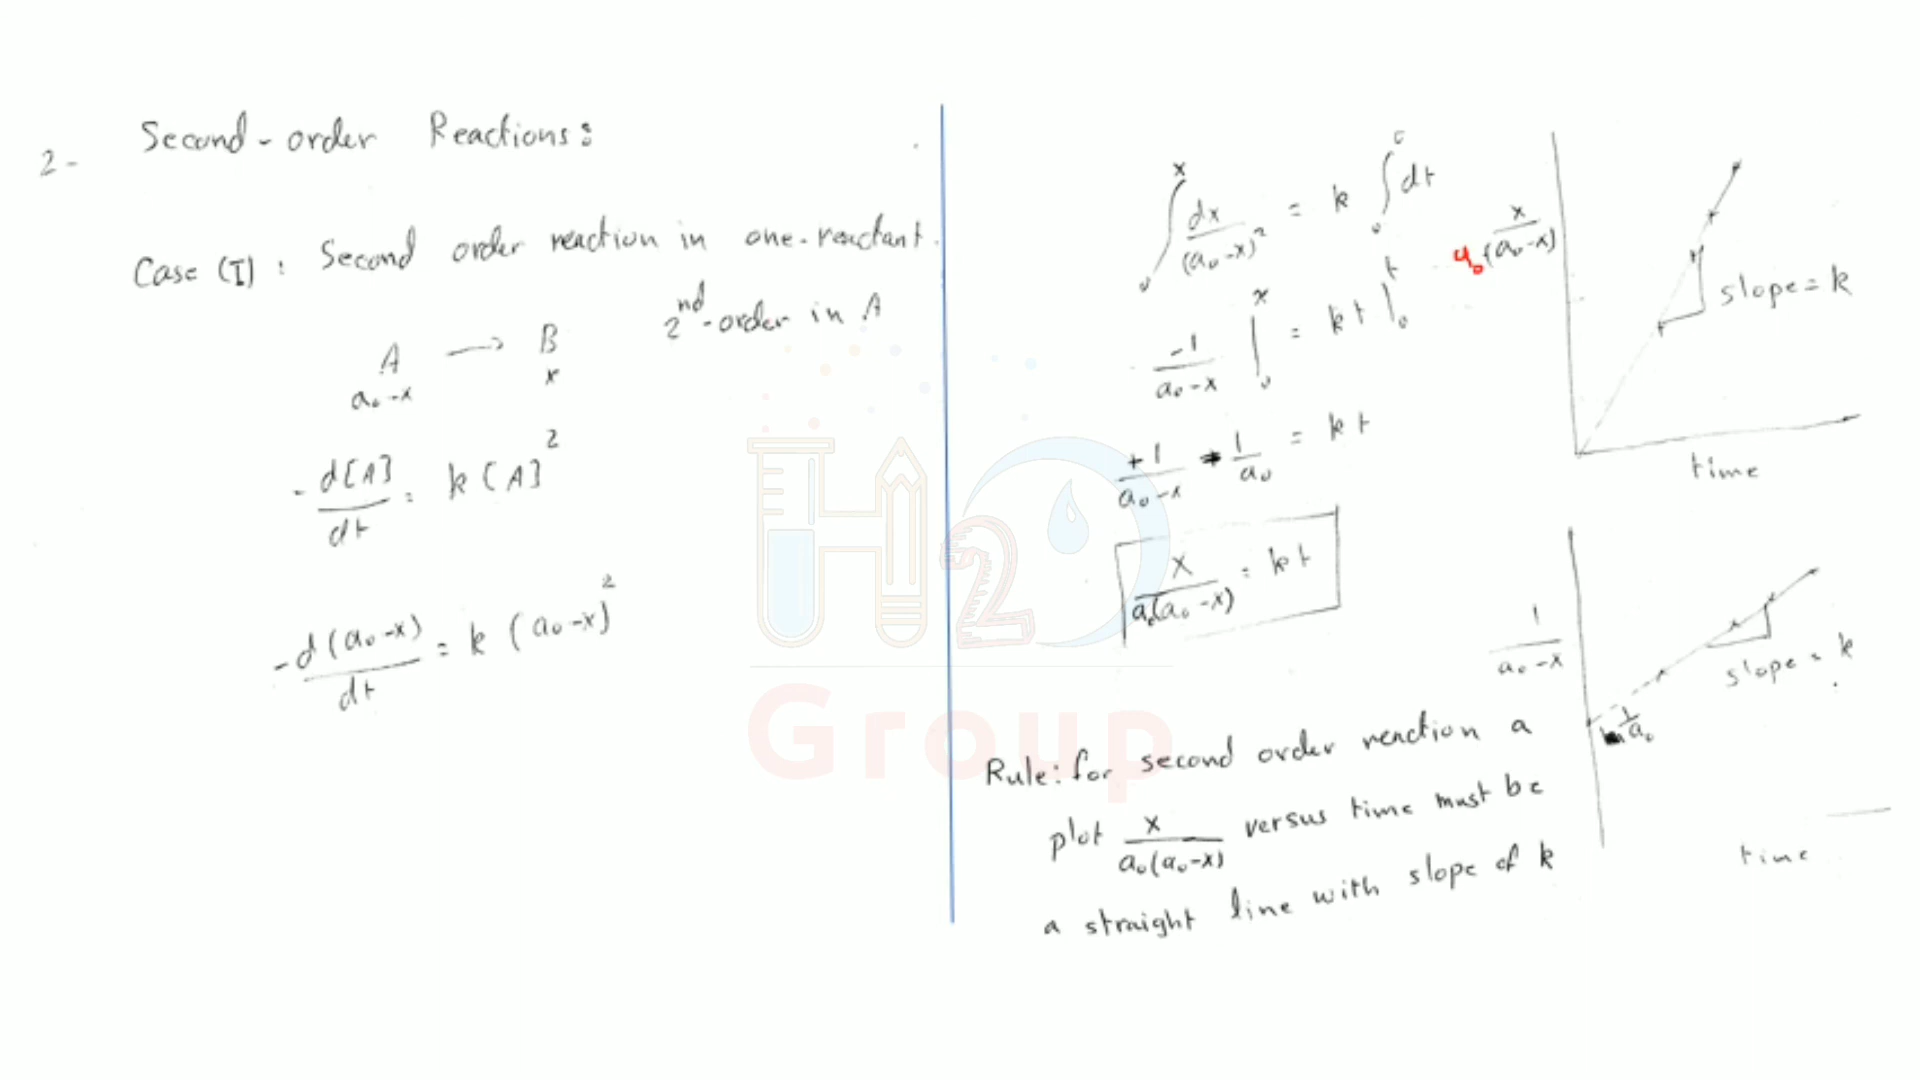 2- Second-order Reactions:
Case (I): Second order reaction in one-reactant.
A → B 2nd-order in A
a₀-x x
- d[A]/dt = k [A]²
- d(a₀-x)/dt = k (a₀-x)²
∫₀ˣ dx/(a₀-x)² = k ∫₀ dt
-1/(a₀-x) |₀ˣ = kt |₀ᵗ
+1/(a₀-x) - 1/a₀ = kt
x/(a₀(a₀-x)) = kt
Rule: for second order reaction a
plot x/(a₀(a₀-x)) versus time must be
a straight line with slope of k
x/(a₀(a₀-x))
slope = k
time
1/(a₀-x)
slope = k
1/a₀
time
H2O
Group